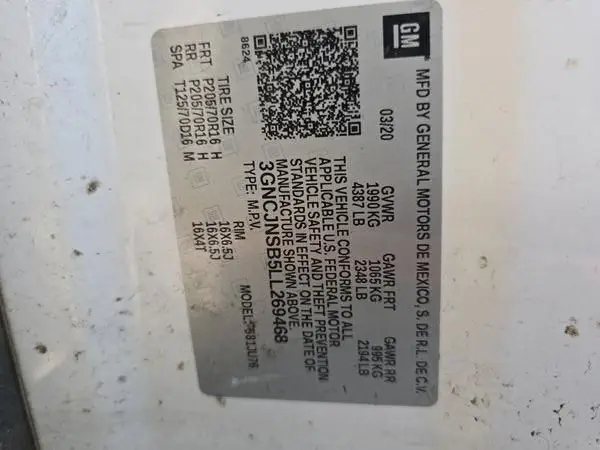 GM
MFD BY GENERAL MOTORS DE MEXICO, S. DE R.L. DE C.V.
03/20 GVWR GAWR FRT GAWR RR
1990 KG 1065 KG 995 KG
4387 LB 2348 LB 2194 LB
THIS VEHICLE CONFORMS TO ALL
APPLICABLE U.S. FEDERAL MOTOR
VEHICLE SAFETY AND THEFT PREVENTION
STANDARDS IN EFFECT ON THE DATE OF
MANUFACTURE SHOWN ABOVE.
3GNCJNSB5LL269468
8624
TYPE: M.P.V. MODEL:
TIRE SIZE RIM
FRT P205/70R16 H 16X6.5J
RR P205/70R16 H 16X6.5J
SPA T125/70D16 M 16X4T